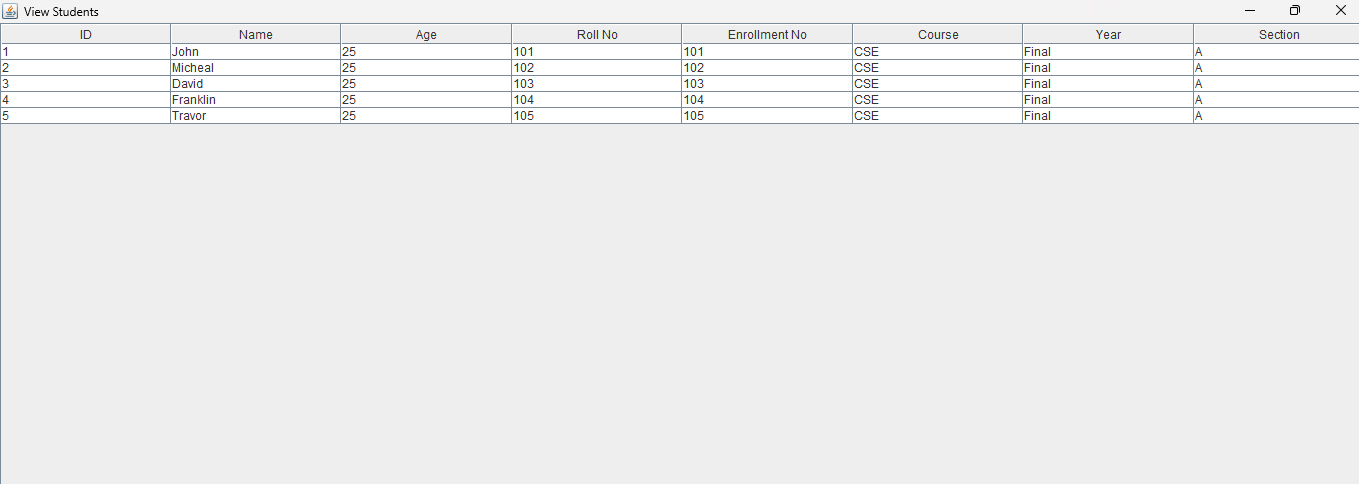 View Students
ID Name Age Roll No Enrollment No Course Year Section
1 John 25 101 101 CSE Final A
2 Micheal 25 102 102 CSE Final A
3 David 25 103 103 CSE Final A
4 Franklin 25 104 104 CSE Final A
5 Travor 25 105 105 CSE Final A